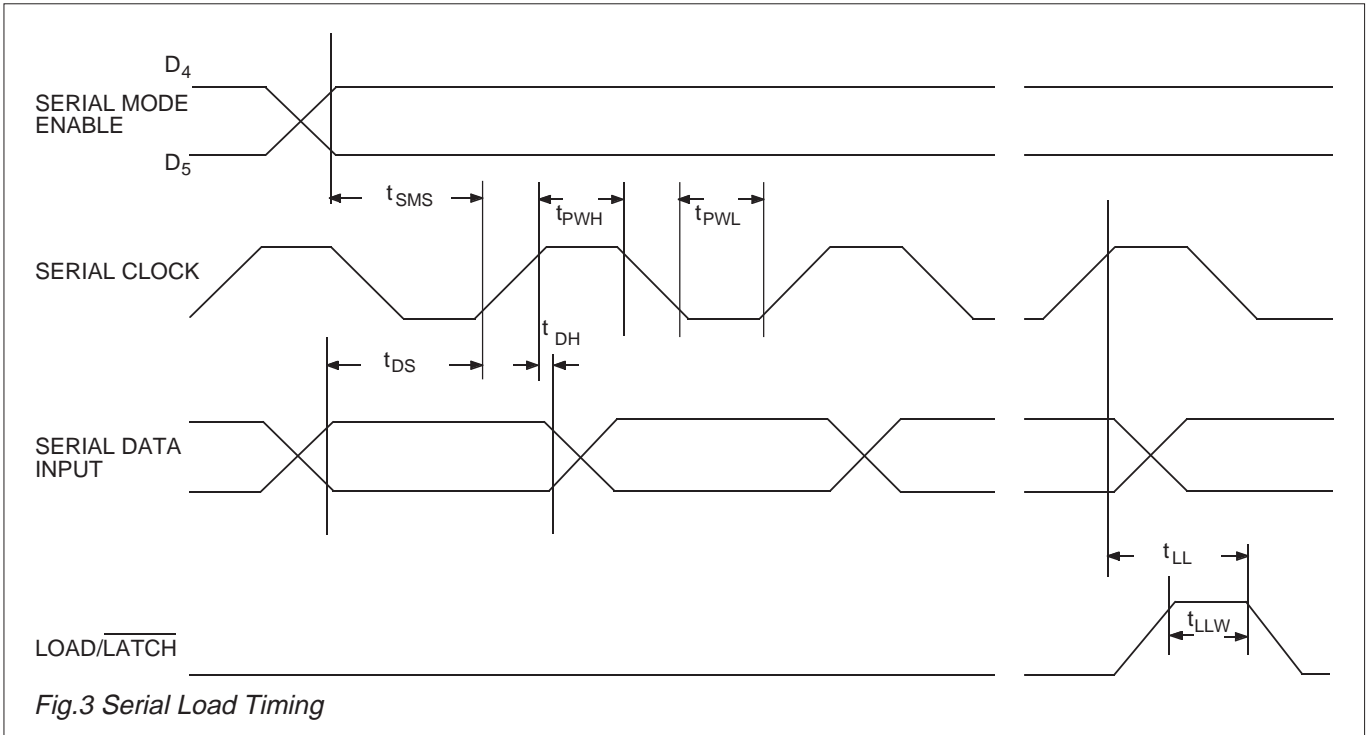 D4
SERIAL MODE
ENABLE
D5
tSMS
tPWH
tPWL
SERIAL CLOCK
tDH
tDS
SERIAL DATA
INPUT
tLL
tLLW
LOAD/LATCH
Fig.3 Serial Load Timing